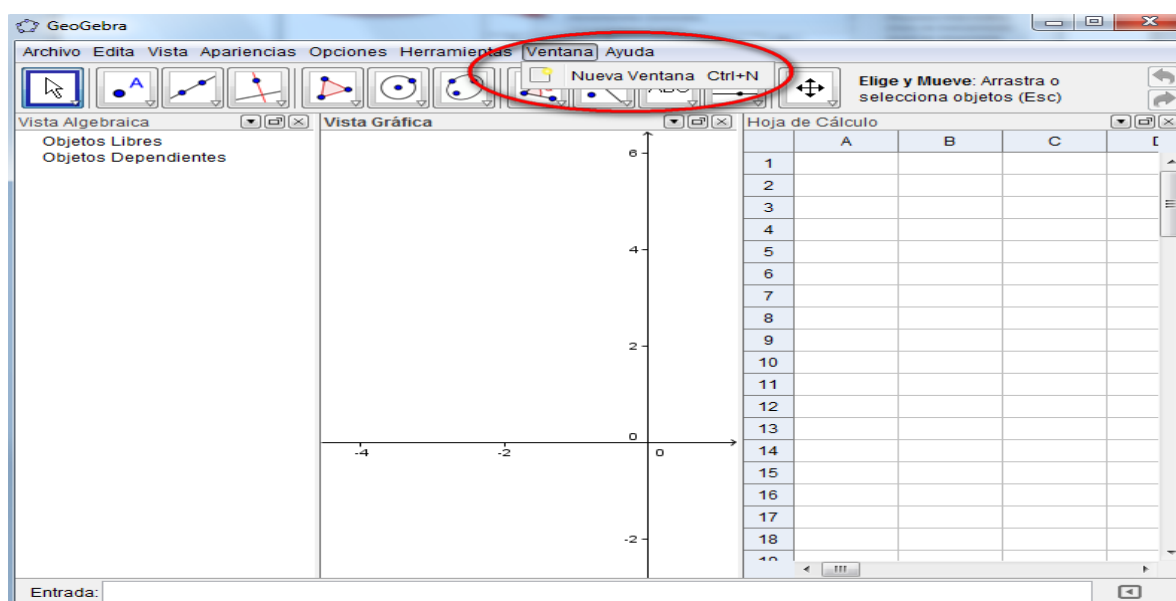 GeoGebra
Archivo Edita Vista Apariencias Opciones Herramientas Ventana Ayuda
Nueva Ventana Ctrl+N
A
ABC
Elige y Mueve: Arrastra o
selecciona objetos (Esc)
Vista Algebraica
Objetos Libres
Objetos Dependientes
Vista Gráfica
6
4
2
0
-4 -2 0
-2
Hoja de Cálculo
A B C
1
2
3
4
5
6
7
8
9
10
11
12
13
14
15
16
17
18
Entrada: